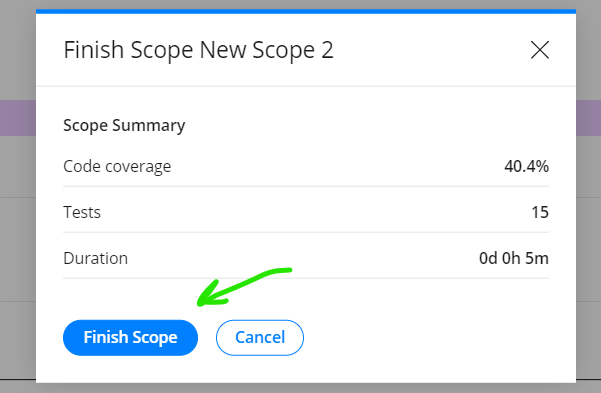 Finish Scope New Scope 2
Scope Summary
Code coverage 40.4%
Tests 15
Duration 0d 0h 5m
Finish Scope Cancel